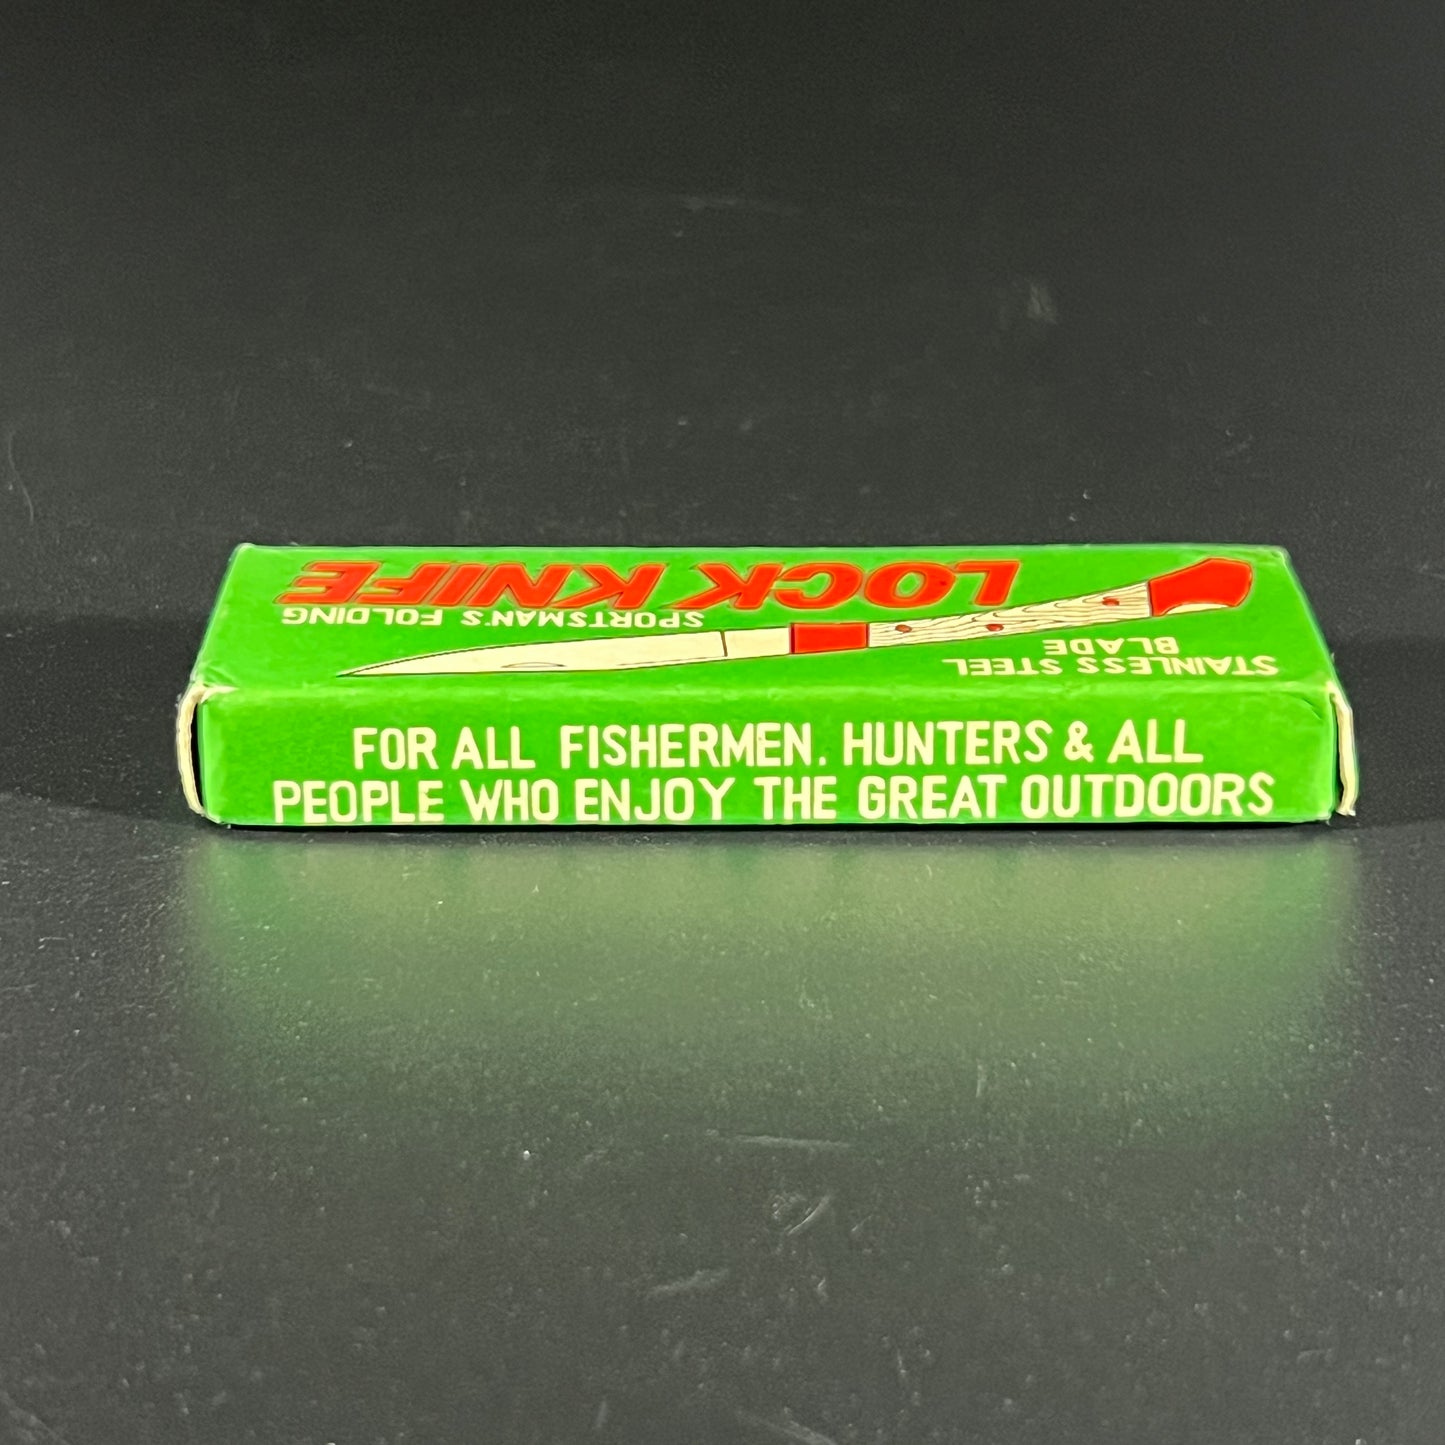 SPORTSMAN'S FOLDING
LOCK KNIFE
STAINLESS STEEL
BLADE
FOR ALL FISHERMEN. HUNTERS & ALL
PEOPLE WHO ENJOY THE GREAT OUTDOORS